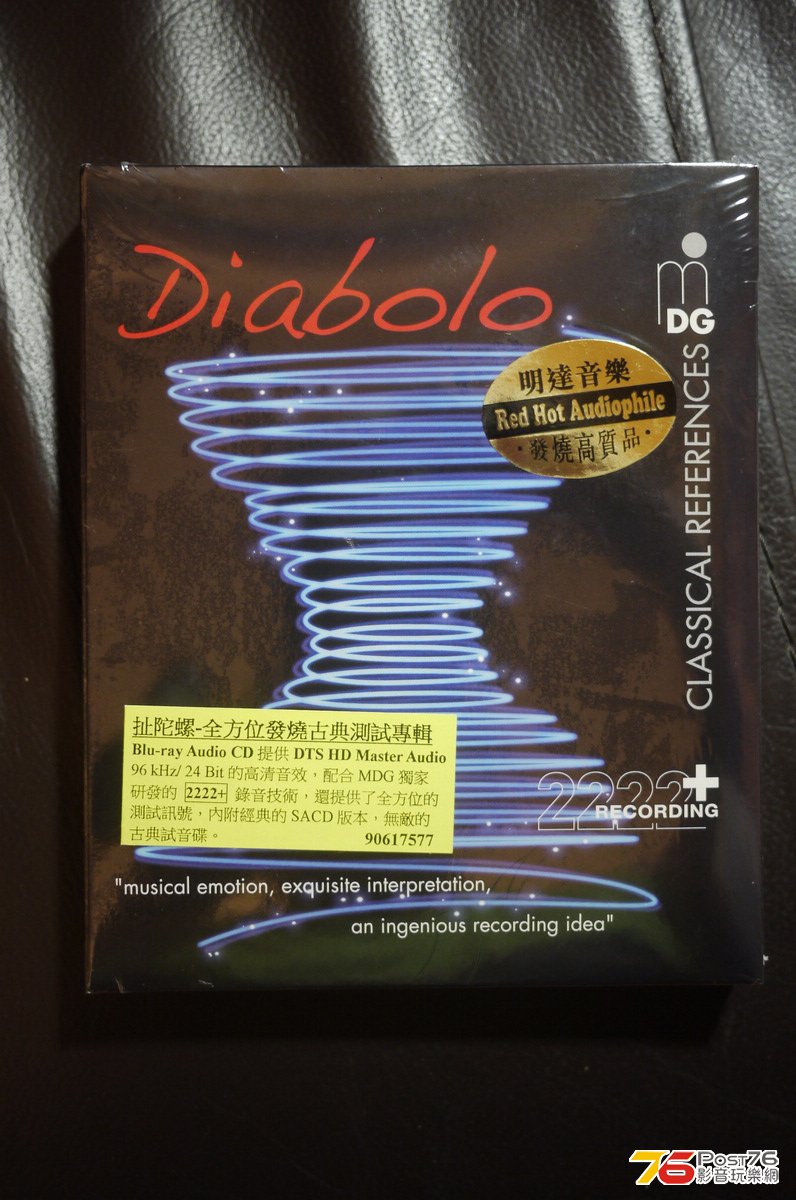 Diabolo
mDG
明達音樂
Red Hot Audiophile
·發燒高質品·
CLASSICAL REFERENCES
扯陀螺-全方位發燒古典測試專輯
Blu-ray Audio CD 提供 DTS HD Master Audio
96 kHz/ 24 Bit 的高清音效，配合 MDG 獨家
研發的 2222+ 錄音技術，還提供了全方位的
測試訊號，內附經典的 SACD 版本，無敵的
古典試音碟。 90617577
2222+
RECORDING
"musical emotion, exquisite interpretation,
an ingenious recording idea"
76 POST76
影音玩樂網